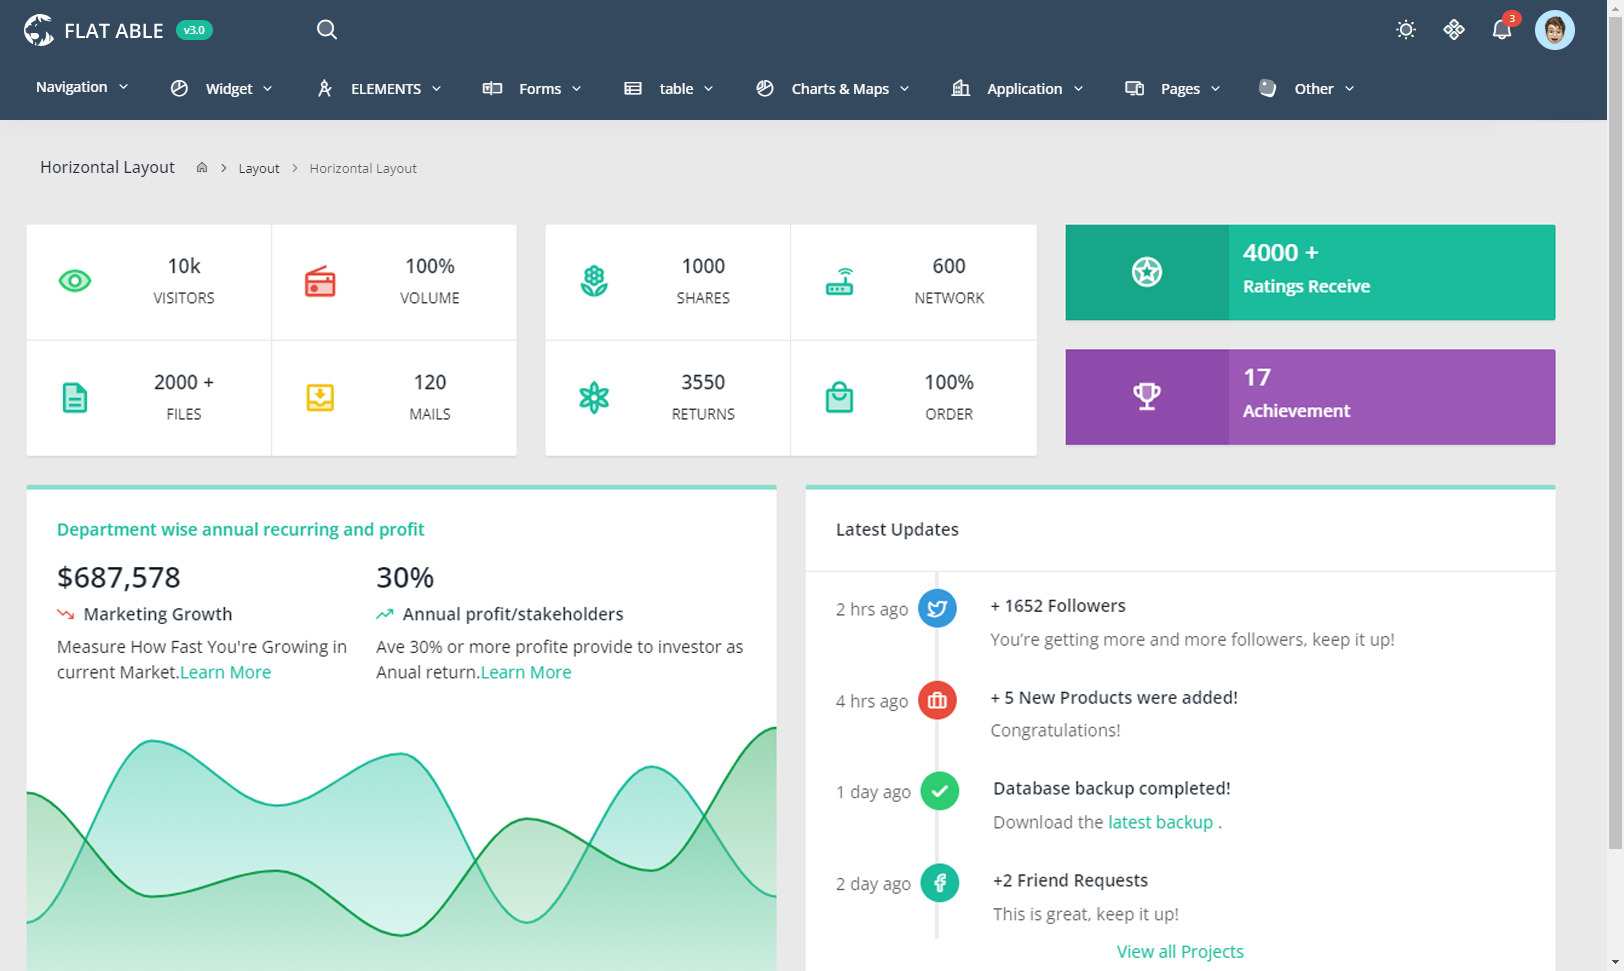 FLAT ABLE v3.0
3
Navigation Widget ELEMENTS Forms table Charts & Maps Application Pages Other
Horizontal Layout Layout Horizontal Layout
10k
VISITORS
100%
VOLUME
2000 +
FILES
120
MAILS
1000
SHARES
600
NETWORK
3550
RETURNS
100%
ORDER
4000 +
Ratings Receive
17
Achievement
Department wise annual recurring and profit
$687,578
Marketing Growth
Measure How Fast You're Growing in
current Market.Learn More
30%
Annual profit/stakeholders
Ave 30% or more profite provide to investor as
Anual return.Learn More
Latest Updates
2 hrs ago
+ 1652 Followers
You’re getting more and more followers, keep it up!
4 hrs ago
+ 5 New Products were added!
Congratulations!
1 day ago
Database backup completed!
Download the latest backup .
2 day ago
+2 Friend Requests
This is great, keep it up!
View all Projects